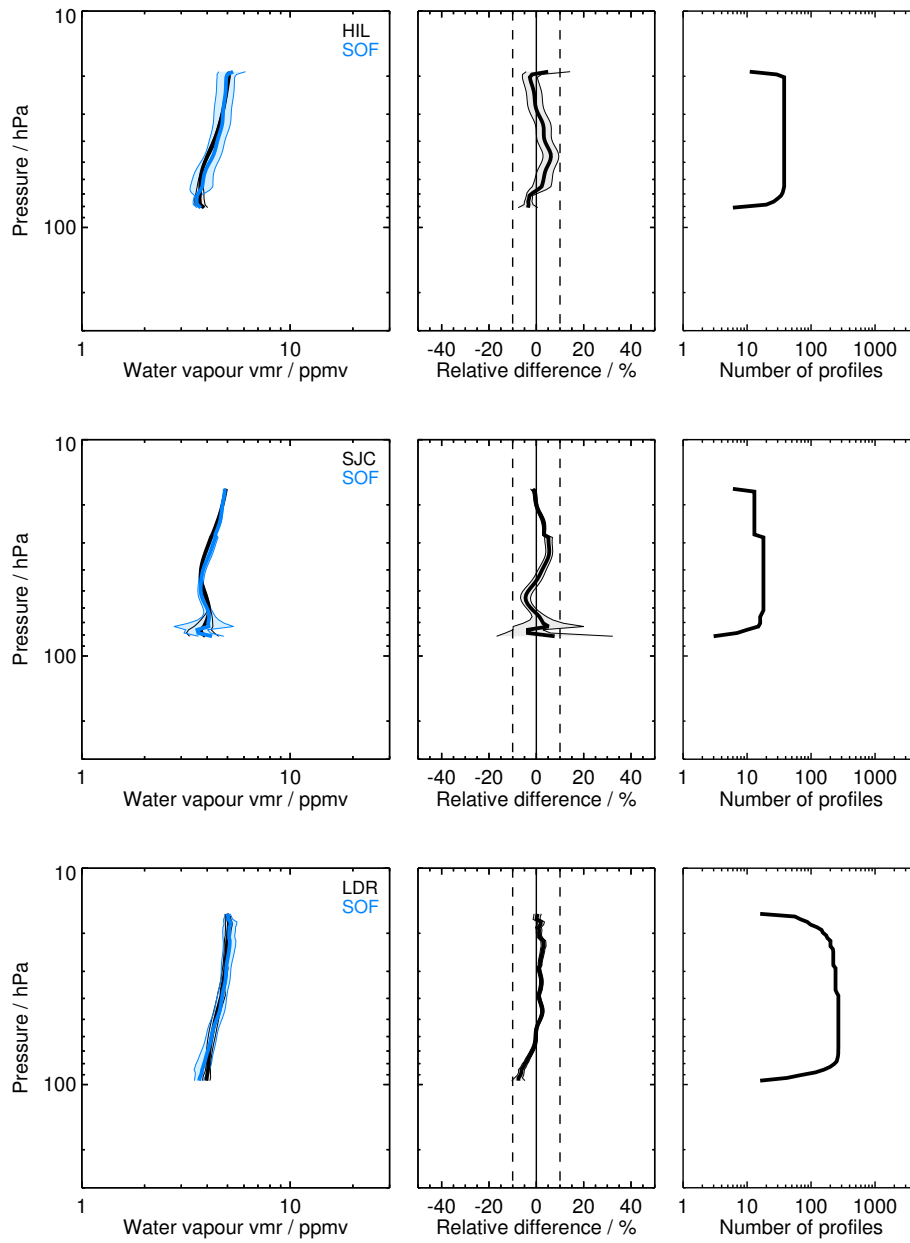 10
100
Pressure / hPa
HIL
SOF
1
10
Water vapour vmr / ppmv
-40 -20 0 20 40
Relative difference / %
1 10 100 1000
Number of profiles
10
100
Pressure / hPa
SJC
SOF
1
10
Water vapour vmr / ppmv
-40 -20 0 20 40
Relative difference / %
1 10 100 1000
Number of profiles
10
100
Pressure / hPa
LDR
SOF
1
10
Water vapour vmr / ppmv
-40 -20 0 20 40
Relative difference / %
1 10 100 1000
Number of profiles